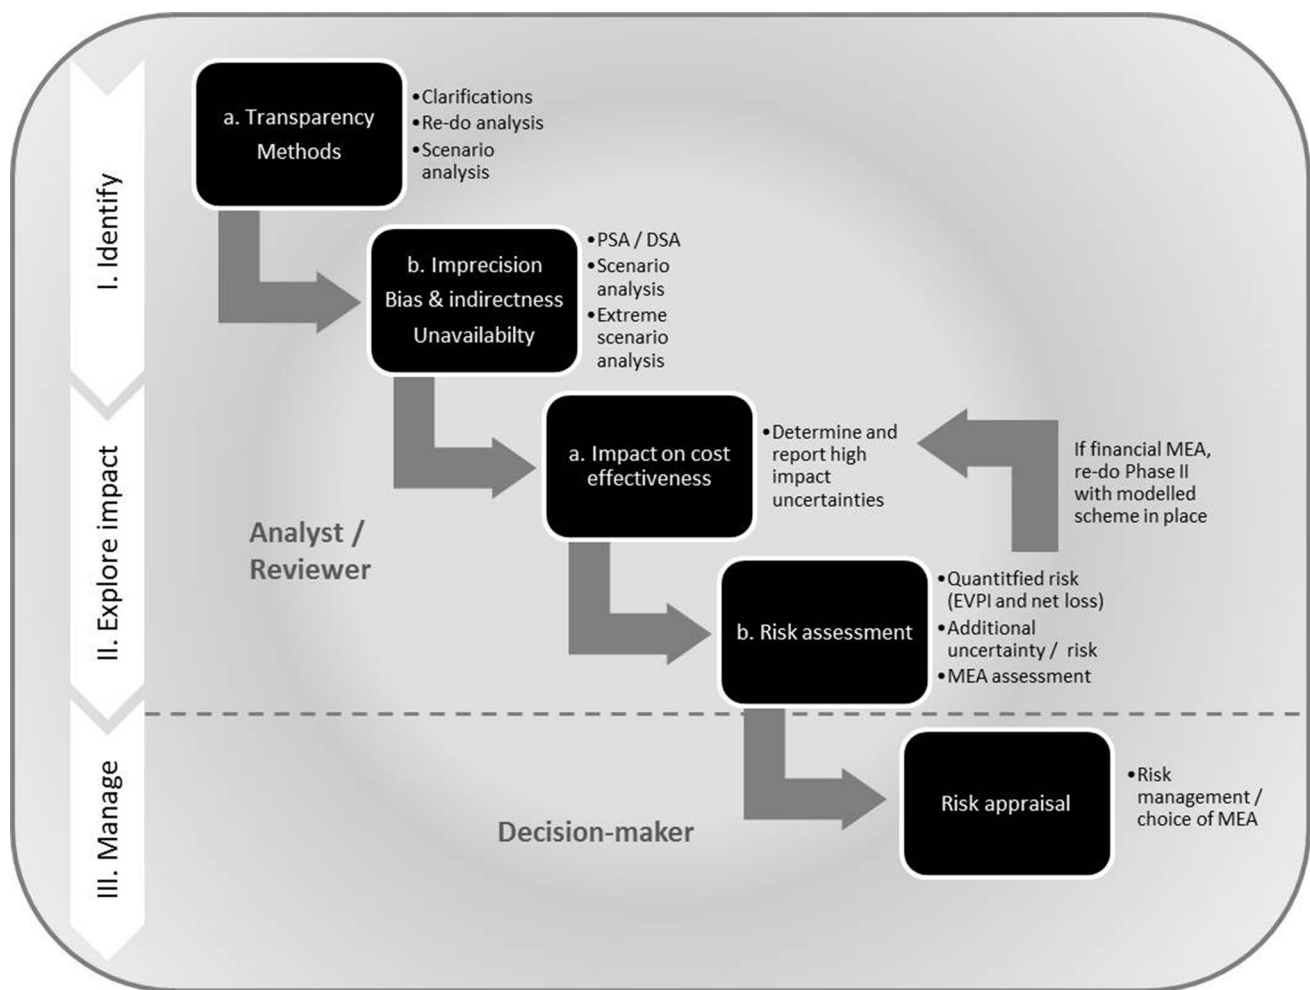 I. Identify
a. Transparency
Methods
•Clarifications
•Re-do analysis
•Scenario
analysis
b. Imprecision
Bias & indirectness
Unavailabilty
•PSA / DSA
•Scenario
analysis
•Extreme
scenario
analysis
II. Explore impact
a. Impact on cost
effectiveness
•Determine and
report high
impact
uncertainties
If financial MEA,
re-do Phase II
with modelled
scheme in place
Analyst /
Reviewer
b. Risk assessment
•Quantitfied risk
(EVPI and net loss)
•Additional
uncertainty / risk
•MEA assessment
III. Manage
Decision-maker
Risk appraisal
•Risk
management /
choice of MEA